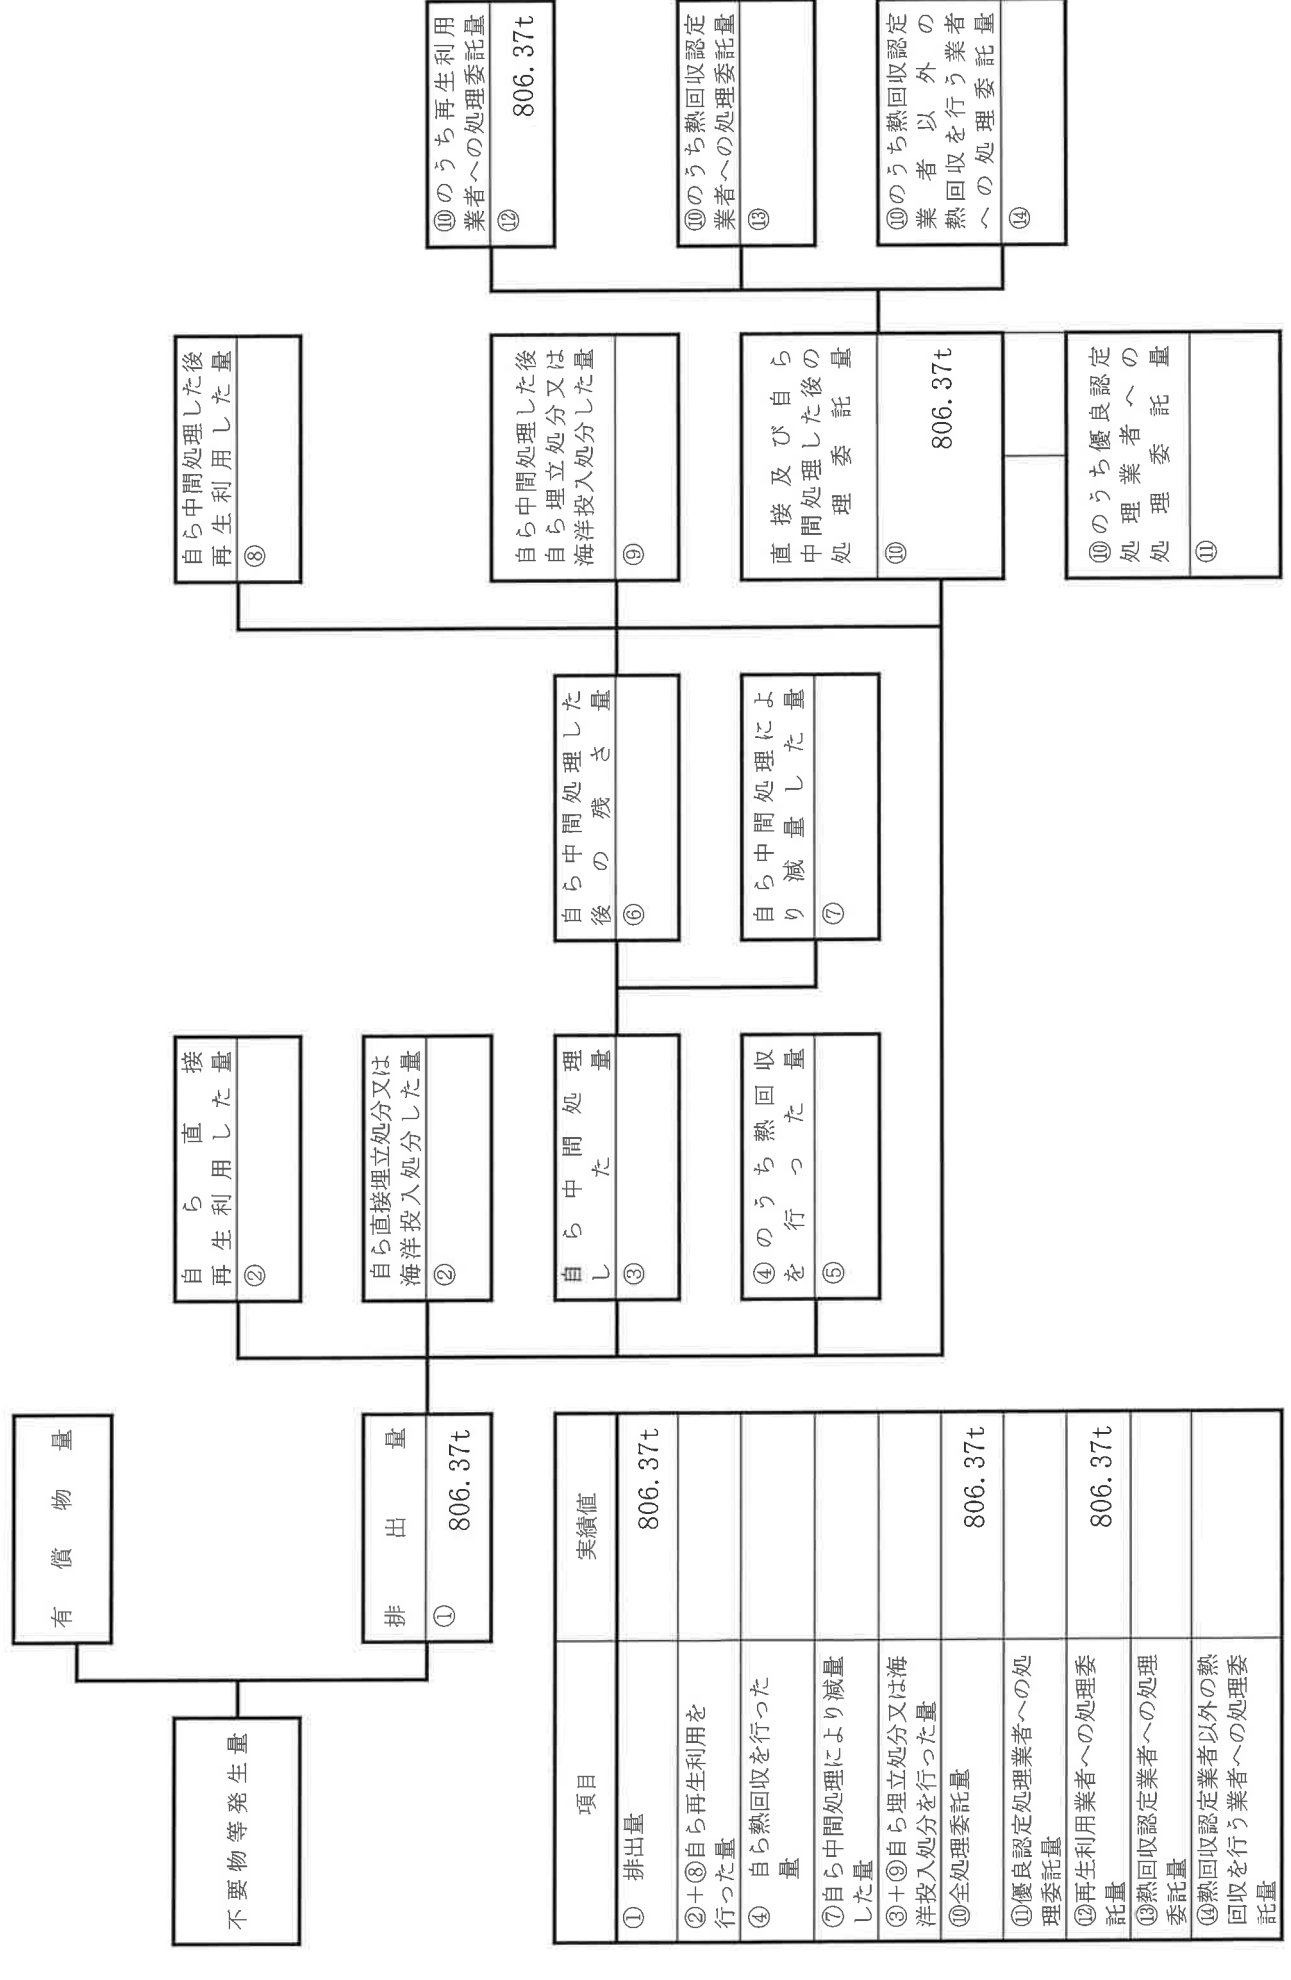 不要物等発生量
有償物量
排出量
①
806.37t
自ら直接
再生利用した量
②
自ら直接埋立処分又は
海洋投入処分した量
②
自ら中間処理
した量
③
④のうち熱回収
を行った量
⑤
自ら中間処理した
後の残さ量
⑥
自ら中間処理によ
り減量した量
⑦
自ら中間処理した後
再生利用した量
⑧
自ら中間処理した後
自ら埋立処分又は
海洋投入処分した量
⑨
直接及び自ら
中間処理した後の
処理委託量
⑩
806.37t
⑩のうち優良認定
処理業者への
処理委託量
⑪
⑩のうち再生利用
業者への処理委託量
⑫
806.37t
⑩のうち熱回収認定
業者への処理委託量
⑬
⑩のうち熱回収認定
業者以外の
熱回収を行う業者
への処理委託量
⑭
項目
実績値
① 排出量
806.37t
②+⑧自ら再生利用を
行った量
④ 自ら熱回収を行った
量
⑦自ら中間処理により減量
した量
③+⑨自ら埋立処分又は海
洋投入処分を行った量
⑩全処理委託量
806.37t
⑪優良認定処理業者への処
理委託量
⑫再生利用業者への処理委
託量
806.37t
⑬熱回収認定業者への処理
委託量
⑭熱回収認定業者以外の熱
回収を行う業者への処理委
託量